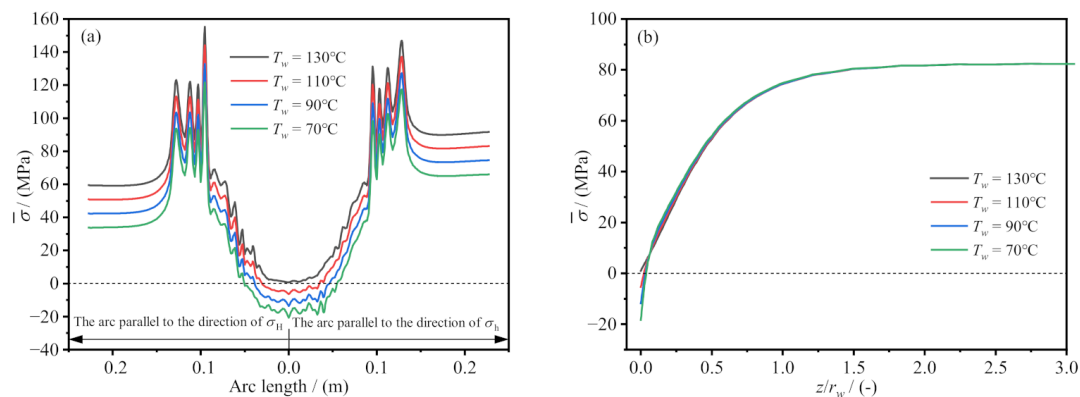 (a)
160
140
120
100
80
60
40
20
0
−20
−40
σ̅ / (MPa)
T_w = 130°C
T_w = 110°C
T_w = 90°C
T_w = 70°C
The arc parallel to the direction of σ_H
The arc parallel to the direction of σ_h
0.2 0.1 0.0 0.1 0.2
Arc length / (m)
(b)
100
80
60
40
20
0
−20
σ̅ / (MPa)
T_w = 130°C
T_w = 110°C
T_w = 90°C
T_w = 70°C
0.0 0.5 1.0 1.5 2.0 2.5 3.0
z/r_w / (-)